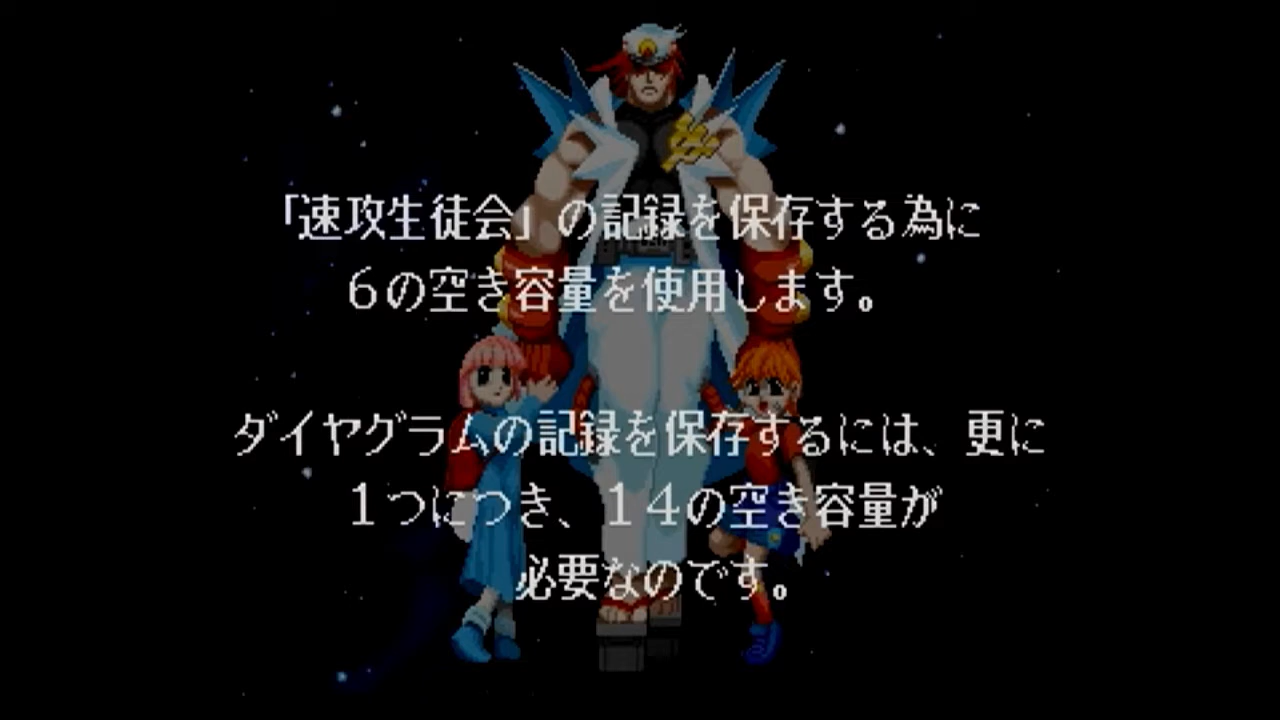 「速攻生徒会」の記録を保存する為に
６の空き容量を使用します。
ダイヤグラムの記録を保存するには、更に
１つにつき、１４の空き容量が
必要なのです。